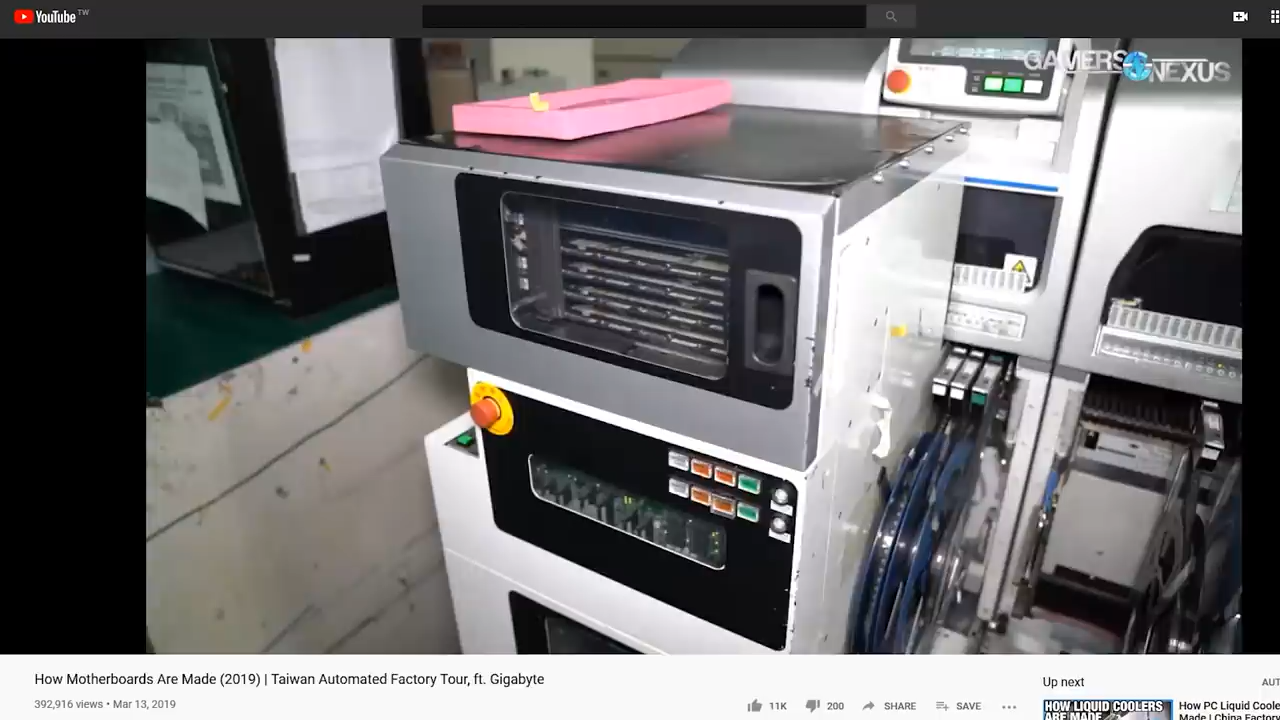 YouTube TW
GAMERS NEXUS
How Motherboards Are Made (2019) | Taiwan Automated Factory Tour, ft. Gigabyte
392,916 views • Mar 13, 2019
11K
200
SHARE
SAVE
Up next
AUT
HOW LIQUID COOLERS
ARE MADE
How PC Liquid Coole
Made | China Factor